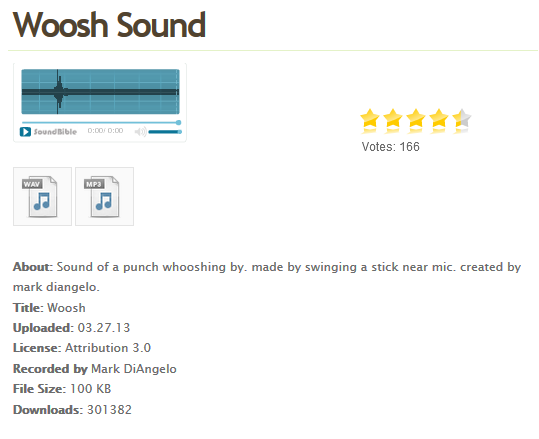 Woosh Sound
SoundBible 0:00/ 0:00
Votes: 166
WAV MP3
About: Sound of a punch whooshing by. made by swinging a stick near mic. created by
mark diangelo.
Title: Woosh
Uploaded: 03.27.13
License: Attribution 3.0
Recorded by Mark DiAngelo
File Size: 100 KB
Downloads: 301382